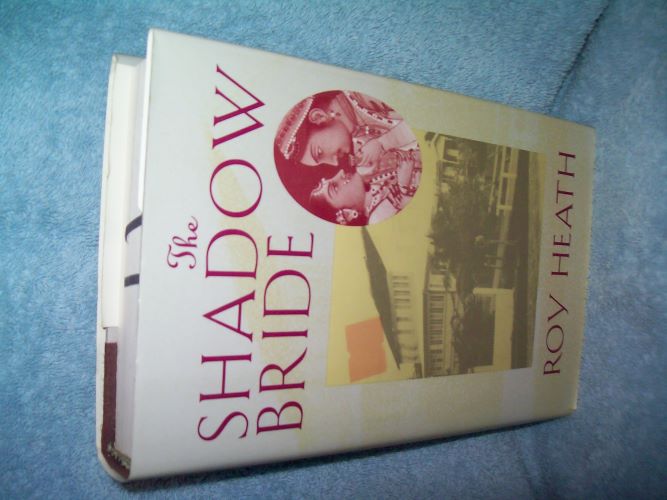 The
SHADOW
BRIDE
ROY HEATH